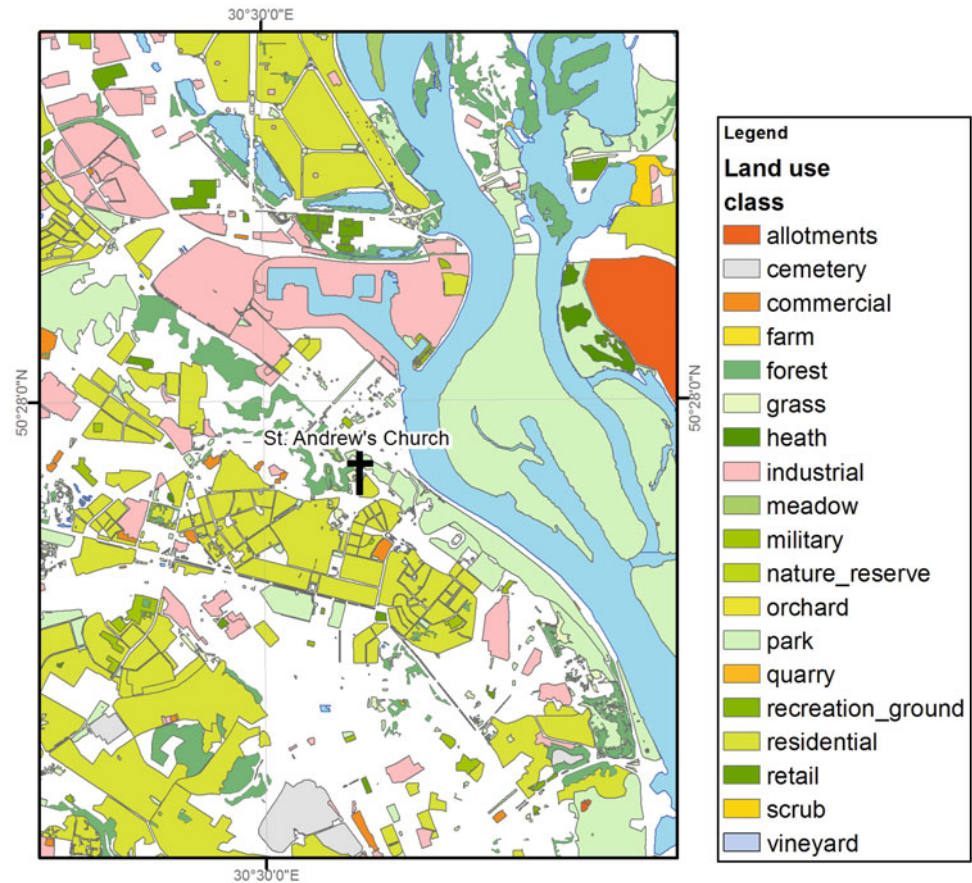 30°30'0"E
50°28'0"N
St. Andrew's Church
50°28'0"N
30°30'0"E
Legend
Land use
class
allotments
cemetery
commercial
farm
forest
grass
heath
industrial
meadow
military
nature_reserve
orchard
park
quarry
recreation_ground
residential
retail
scrub
vineyard